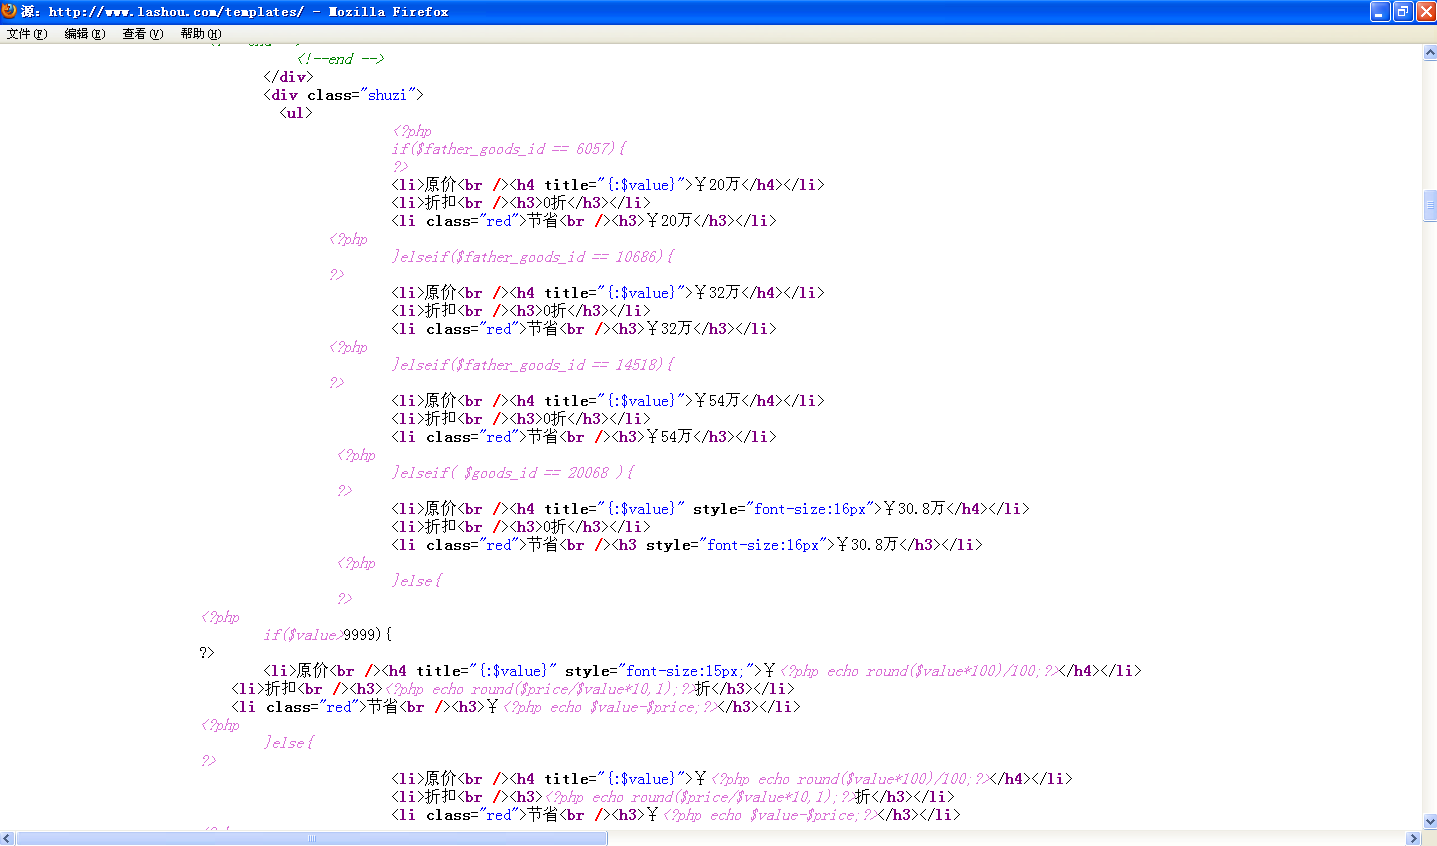 源: http://www.lashou.com/templates/ - Mozilla Firefox
文件(F) 编辑(E) 查看(V) 帮助(H)
<!--end -->
</div>
<div class="shuzi">
<ul>
<?php
if($father_goods_id == 6057){
?>
<li>原价<br /><h4 title="{:$value}">￥20万</h4></li>
<li>折扣<br /><h3>0折</h3></li>
<li class="red">节省<br /><h3>￥20万</h3></li>
<?php
}elseif($father_goods_id == 10686){
?>
<li>原价<br /><h4 title="{:$value}">￥32万</h4></li>
<li>折扣<br /><h3>0折</h3></li>
<li class="red">节省<br /><h3>￥32万</h3></li>
<?php
}elseif($father_goods_id == 14518){
?>
<li>原价<br /><h4 title="{:$value}">￥54万</h4></li>
<li>折扣<br /><h3>0折</h3></li>
<li class="red">节省<br /><h3>￥54万</h3></li>
<?php
}elseif( $goods_id == 20068 ){
?>
<li>原价<br /><h4 title="{:$value}" style="font-size:16px">￥30.8万</h4></li>
<li>折扣<br /><h3>0折</h3></li>
<li class="red">节省<br /><h3 style="font-size:16px">￥30.8万</h3></li>
<?php
}else{
?>
<?php
if($value>9999){
?>
<li>原价<br /><h4 title="{:$value}" style="font-size:15px;">￥<?php echo round($value*100)/100;?></h4></li>
<li>折扣<br /><h3><?php echo round($price/$value*10,1);?>折</h3></li>
<li class="red">节省<br /><h3>￥<?php echo $value-$price;?></h3></li>
<?php
}else{
?>
<li>原价<br /><h4 title="{:$value}">￥<?php echo round($value*100)/100;?></h4></li>
<li>折扣<br /><h3><?php echo round($price/$value*10,1);?>折</h3></li>
<li class="red">节省<br /><h3>￥<?php echo $value-$price;?></h3></li>